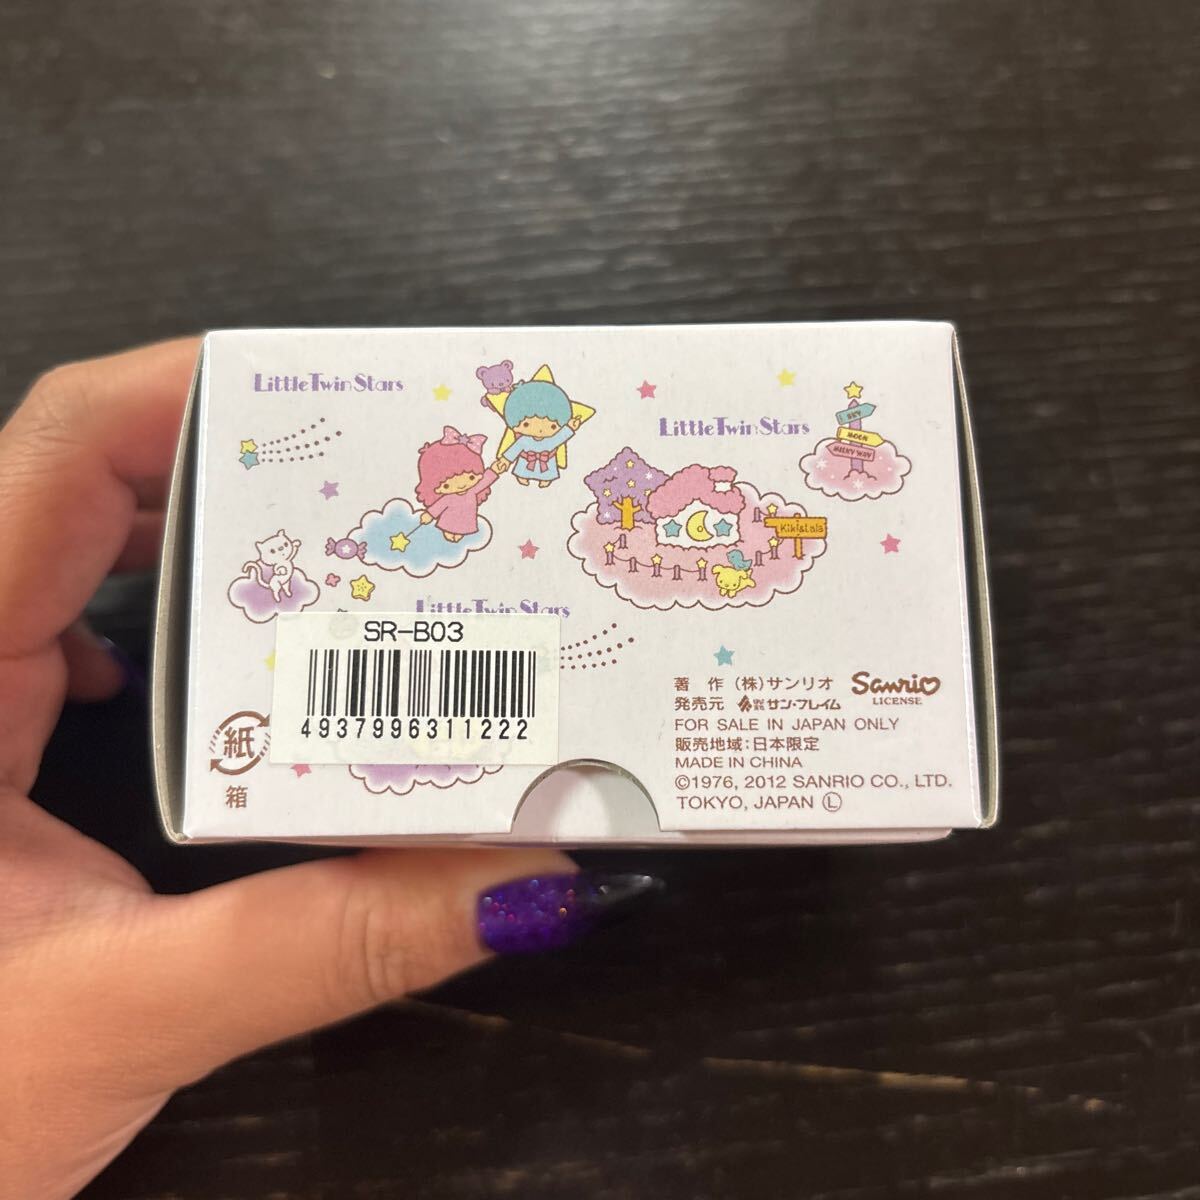 Little Twin Stars
Little Twin Stars
SKY
MOON
MILKY WAY
Kiki&Lala
Little Twin Stars
SR-B03
4937996311222
紙
箱
著 作 (株)サンリオ
Sanrio
LICENSE
発売元 サン・フレイム
FOR SALE IN JAPAN ONLY
販売地域:日本限定
MADE IN CHINA
©1976, 2012 SANRIO CO., LTD.
TOKYO, JAPAN Ⓛ